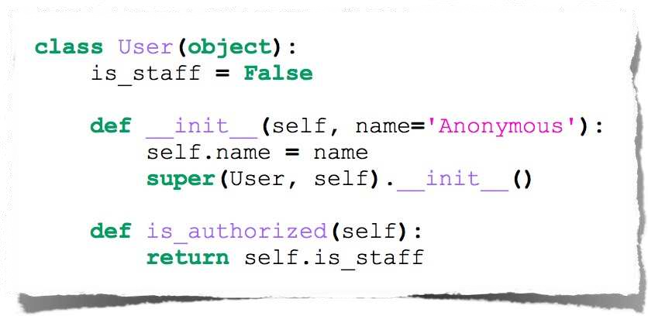 class User(object):
    is_staff = False

    def __init__(self, name='Anonymous'):
        self.name = name
        super(User, self).__init__()

    def is_authorized(self):
        return self.is_staff